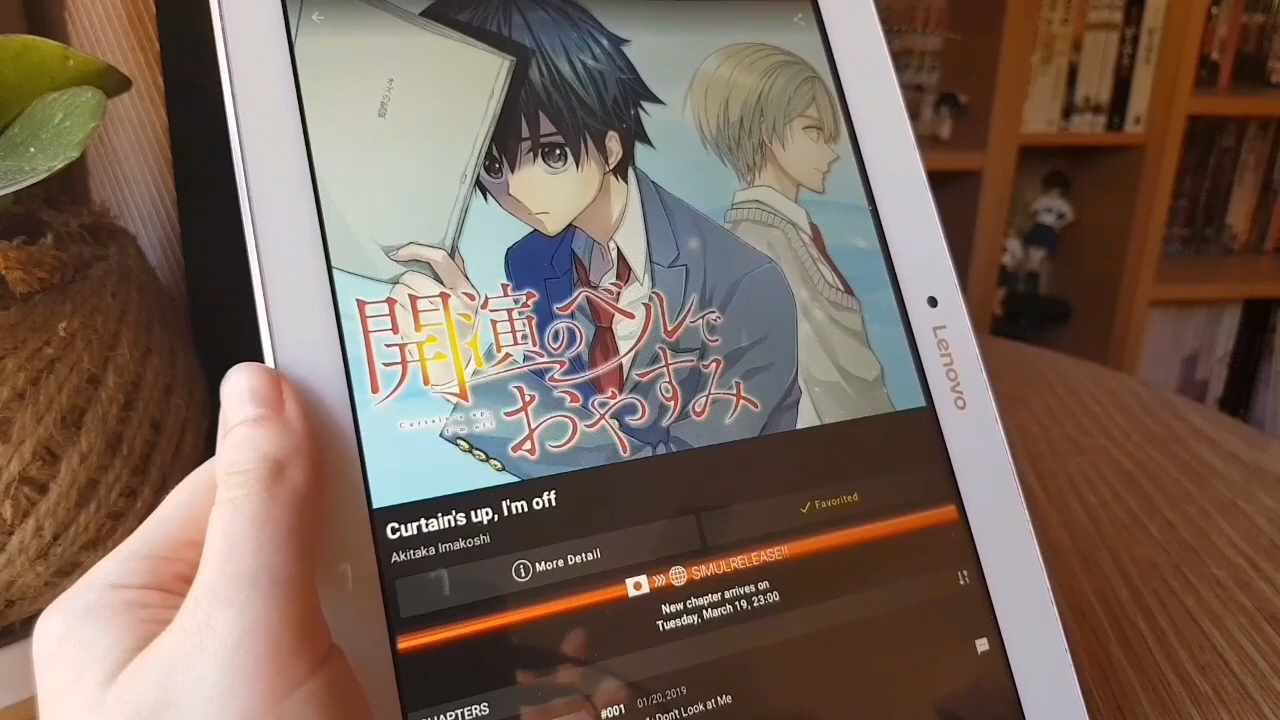 開演のベルで
おやすみ
Curtain's up,
I'm off
Curtain's up, I'm off
Akitaka Imakoshi
More Detail
Favorited
SIMULRELEASE!!
New chapter arrives on
Tuesday, March 19, 23:00
CHAPTERS
#001
01/20, 2019
1: Don't Look at Me
Lenovo